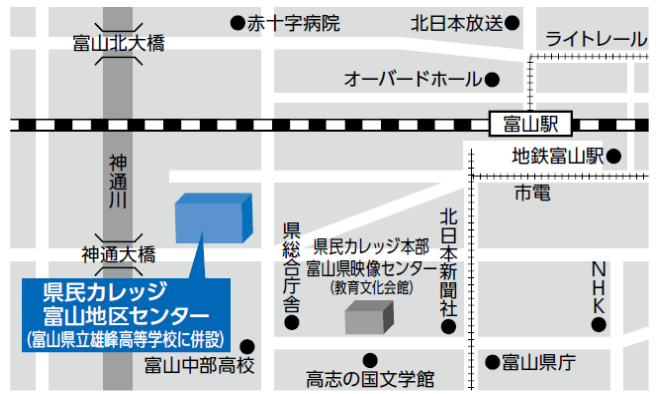 赤十字病院
北日本放送
富山北大橋
ライトレール
オーバードホール
富山駅
地鉄富山駅
神通川
市電
県総合庁舎
北日本新聞社
県民カレッジ本部
富山県映像センター
(教育文化会館)
神通大橋
NHK
県民カレッジ
富山地区センター
(富山県立雄峰高等学校に併設)
富山中部高校
高志の国文学館
富山県庁